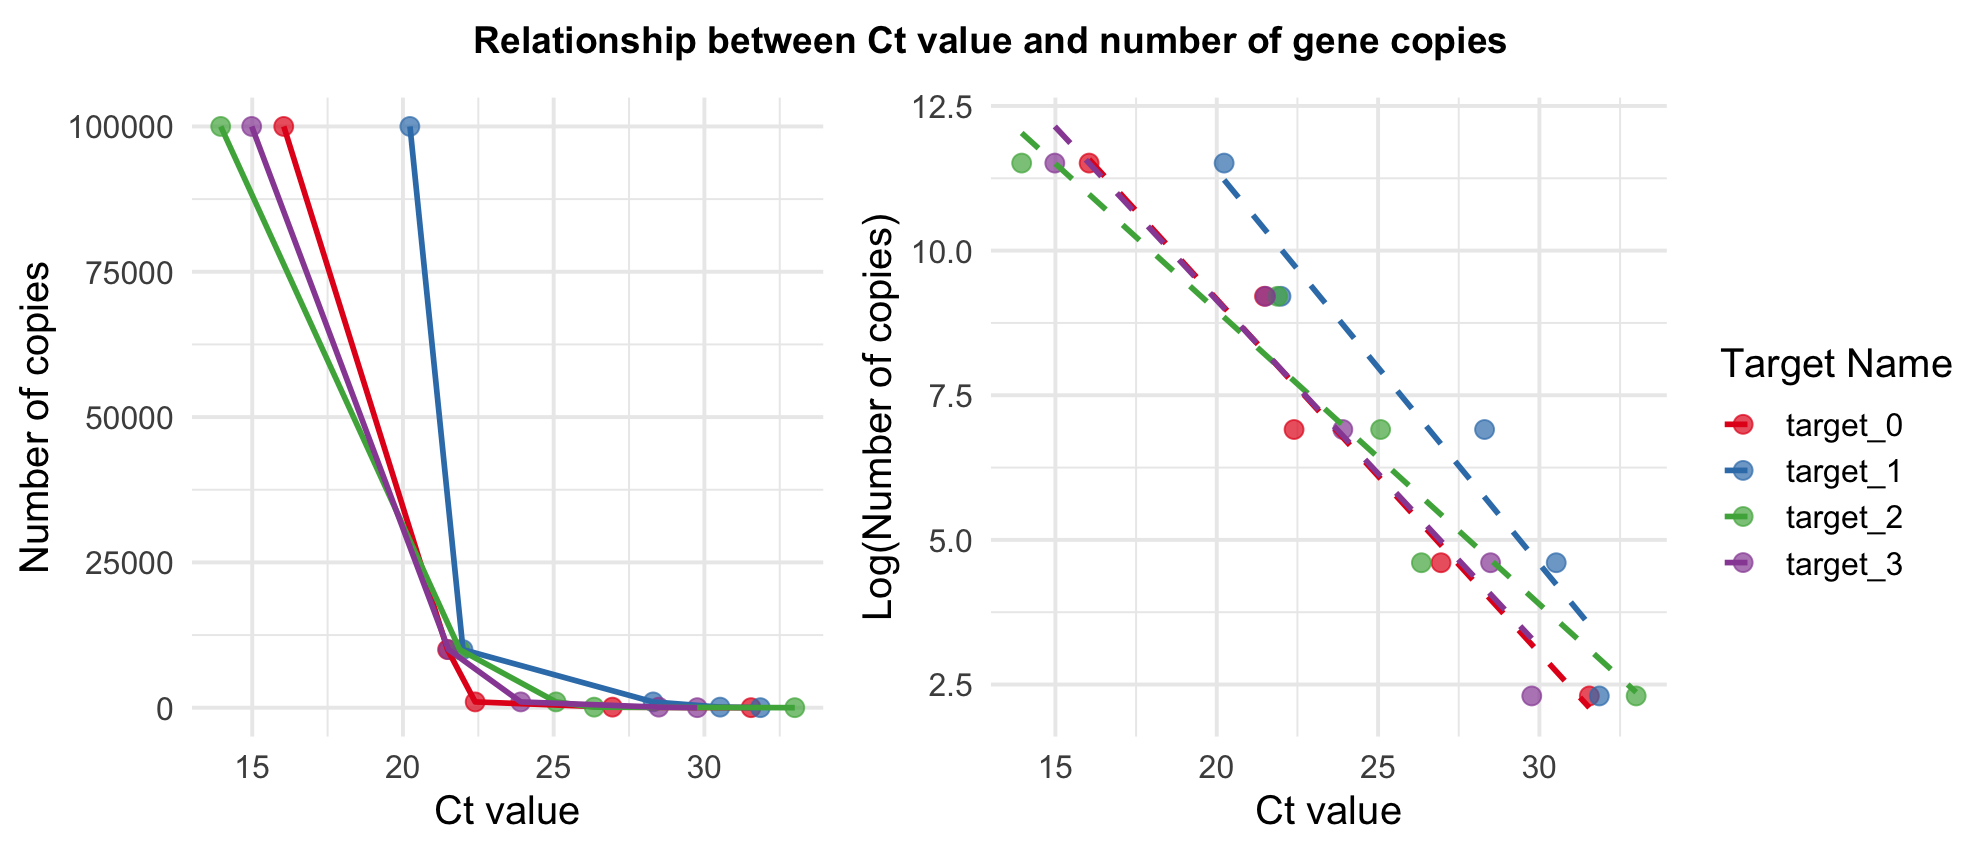 Relationship between Ct value and number of gene copies
Number of copies
100000
75000
50000
25000
0
15 20 25 30
Ct value
Log(Number of copies)
12.5
10.0
7.5
5.0
2.5
15 20 25 30
Ct value
Target Name
target_0
target_1
target_2
target_3